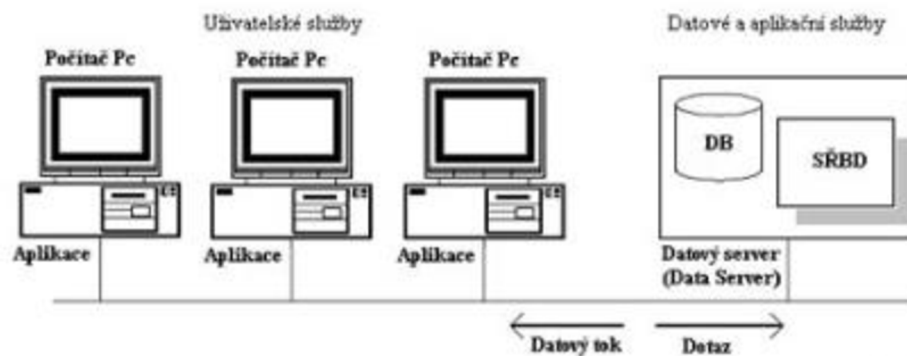 Uživatelské služby
Datové a aplikační služby
Počítač Pc
Počítač Pc
Počítač Pc
DB
SŘBD
Aplikace
Aplikace
Aplikace
Datový server
(Data Server)
Datový tok
Dotaz